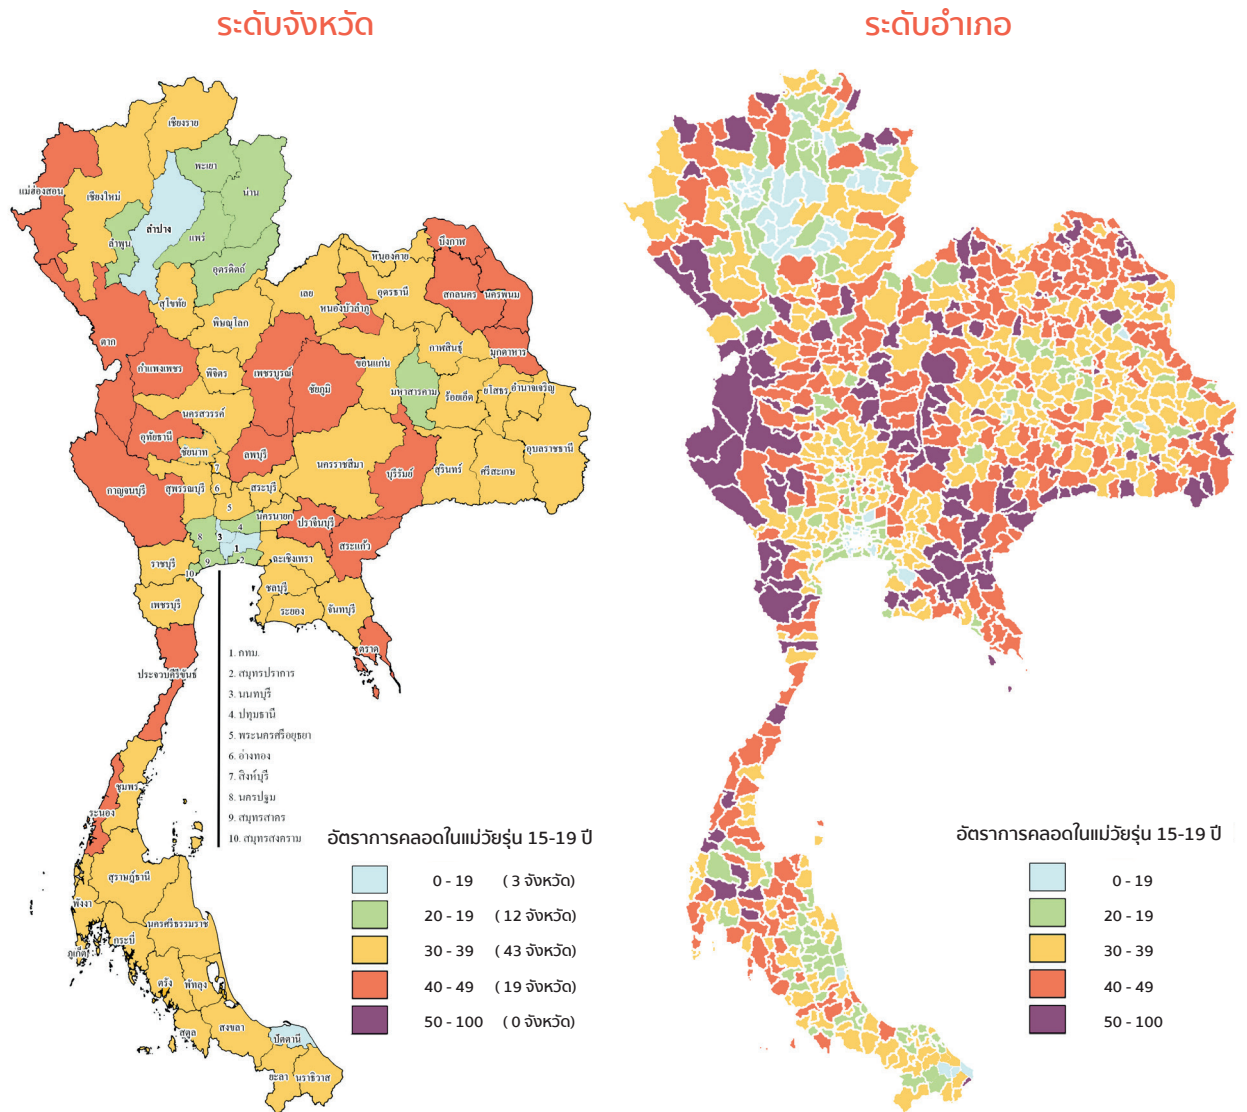 ระดับจังหวัด
ระดับอำเภอ
เชียงราย
พะเยา
แม่ฮ่องสอน
เชียงใหม่
น่าน
ลำปาง
ลำพูน
แพร่
อุตรดิตถ์
บึงกาฬ
หนองคาย
เลย
อุดรธานี
สกลนคร
นครพนม
สุโขทัย
หนองบัวลำภู
พิษณุโลก
ตาก
มุกดาหาร
กาฬสินธุ์
ขอนแก่น
กำแพงเพชร
พิจิตร
เพชรบูรณ์
ชัยภูมิ
มหาสารคาม
ร้อยเอ็ด
ยโสธร
อำนาจเจริญ
นครสวรรค์
อุทัยธานี
ชัยนาท
ลพบุรี
นครราชสีมา
บุรีรัมย์
สุรินทร์
ศรีสะเกษ
อุบลราชธานี
7
กาญจนบุรี
สุพรรณบุรี
6
สระบุรี
5
นครนายก
ปราจีนบุรี
4
8
3
1
สระแก้ว
ราชบุรี
9
2
ฉะเชิงเทรา
10
ชลบุรี
เพชรบุรี
ระยอง
จันทบุรี
ตราด
ประจวบคีรีขันธ์
1. กทม.
2. สมุทรปราการ
3. นนทบุรี
4. ปทุมธานี
5. พระนครศรีอยุธยา
6. อ่างทอง
7. สิงห์บุรี
8. นครปฐม
9. สมุทรสาคร
10. สมุทรสงคราม
ชุมพร
ระนอง
สุราษฎ์ธานี
พังงา
นครศรีธรรมราช
กระบี่
ภูเก็ต
ตรัง
พัทลุง
สตูล
สงขลา
ปัตตานี
ยะลา
นราธิวาส
อัตราการคลอดในแม่วัยรุ่น 15-19 ปี
0 - 19 ( 3 จังหวัด)
20 - 19 ( 12 จังหวัด)
30 - 39 ( 43 จังหวัด)
40 - 49 ( 19 จังหวัด)
50 - 100 ( 0 จังหวัด)
อัตราการคลอดในแม่วัยรุ่น 15-19 ปี
0 - 19
20 - 19
30 - 39
40 - 49
50 - 100